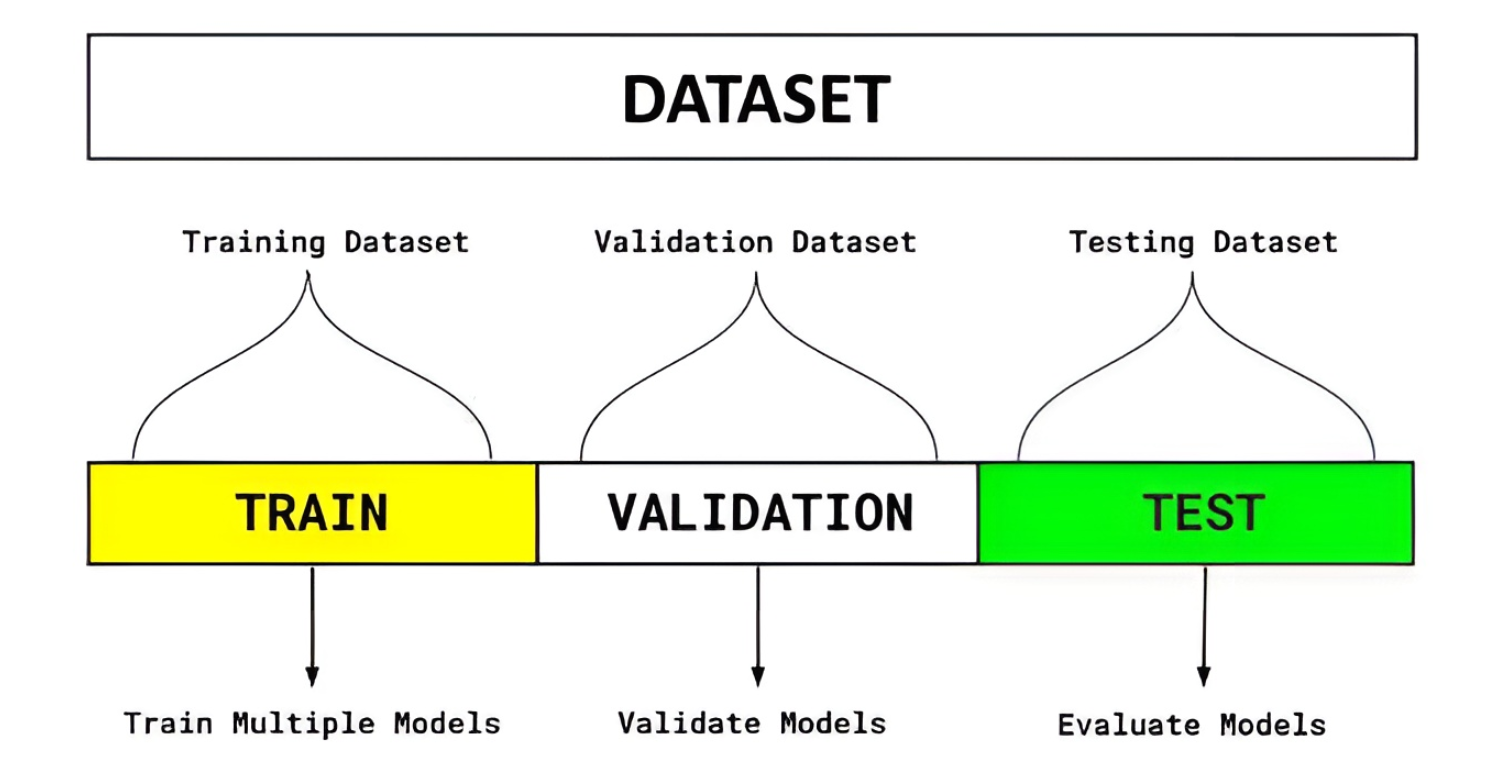 DATASET
Training Dataset
Validation Dataset
Testing Dataset
TRAIN
VALIDATION
TEST
Train Multiple Models
Validate Models
Evaluate Models